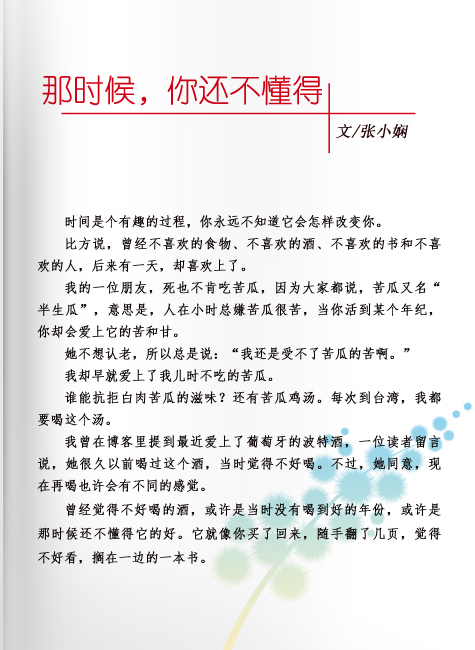 那时候，你还不懂得
文/张小娴
时间是个有趣的过程，你永远不知道它会怎样改变你。
比方说，曾经不喜欢的食物、不喜欢的酒、不喜欢的书和不喜
欢的人，后来有一天，却喜欢上了。
我的一位朋友，死也不肯吃苦瓜，因为大家都说，苦瓜又名“
半生瓜”，意思是，人在小时总嫌苦瓜很苦，当你活到某个年纪，
你却会爱上它的苦和甘。
她不想认老，所以总是说：“我还是受不了苦瓜的苦啊。”
我却早就爱上了我儿时不吃的苦瓜。
谁能抗拒白肉苦瓜的滋味？还有苦瓜鸡汤。每次到台湾，我都
要喝这个汤。
我曾在博客里提到最近爱上了葡萄牙的波特酒，一位读者留言
说，她很久以前喝过这个酒，当时觉得不好喝。不过，她同意，现
在再喝也许会有不同的感觉。
曾经觉得不好喝的酒，或许是当时没有喝到好的年份，或许是
那时候还不懂得它的好。它就像你买了回来，随手翻了几页，觉得
不好看，搁在一边的一本书。